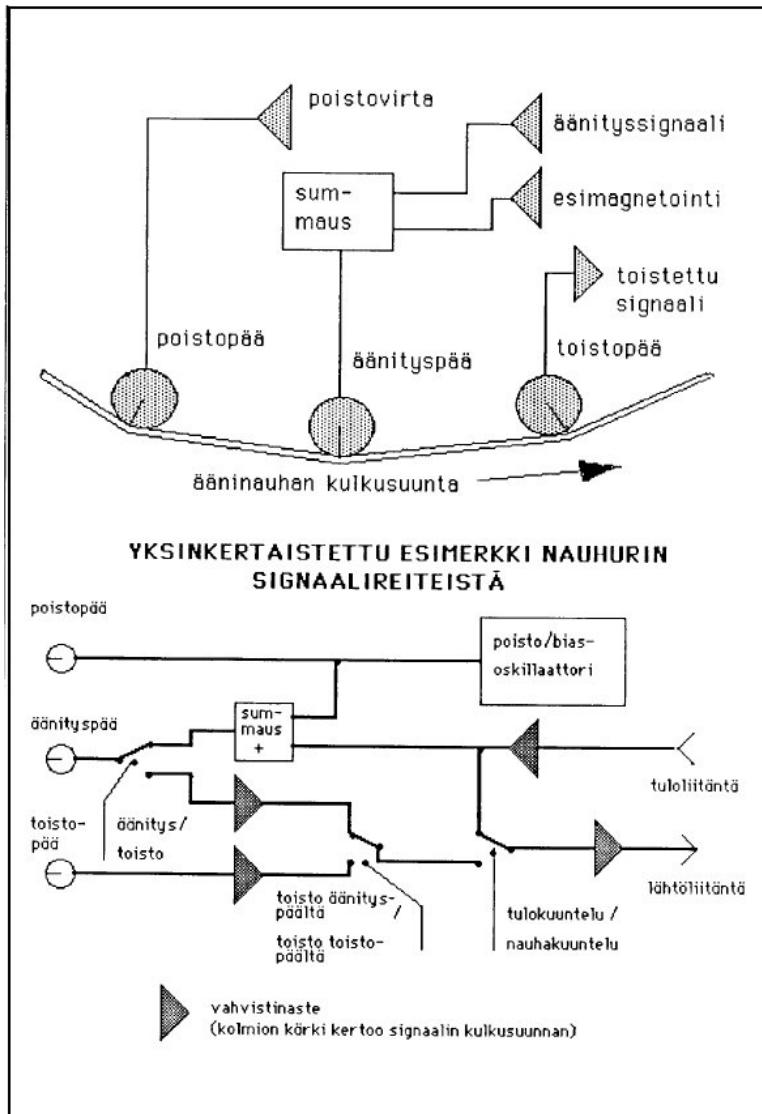 poistovirta
äänityssignaali
sum-
maus
esimagnetointi
toistettu
signaali
poistopää
äänityspää
toistopää
ääninauhan kulkusuunta
YKSINKERTAISTETTU ESIMERKKI NAUHURIN
SIGNAALIREITEISTÄ
poistopää
poisto/bias-
oskillaattori
äänityspää
sum-
maus
+
tuloliitäntä
toisto-
pää
äänitys/
toisto
toisto äänitys-
päältä/
toisto toisto-
päältä
tulokuuntelu /
nauhakuuntelu
lähtöliitäntä
vahvistinaste
(kolmion kärki kertoo signaalin kulkusuunnan)